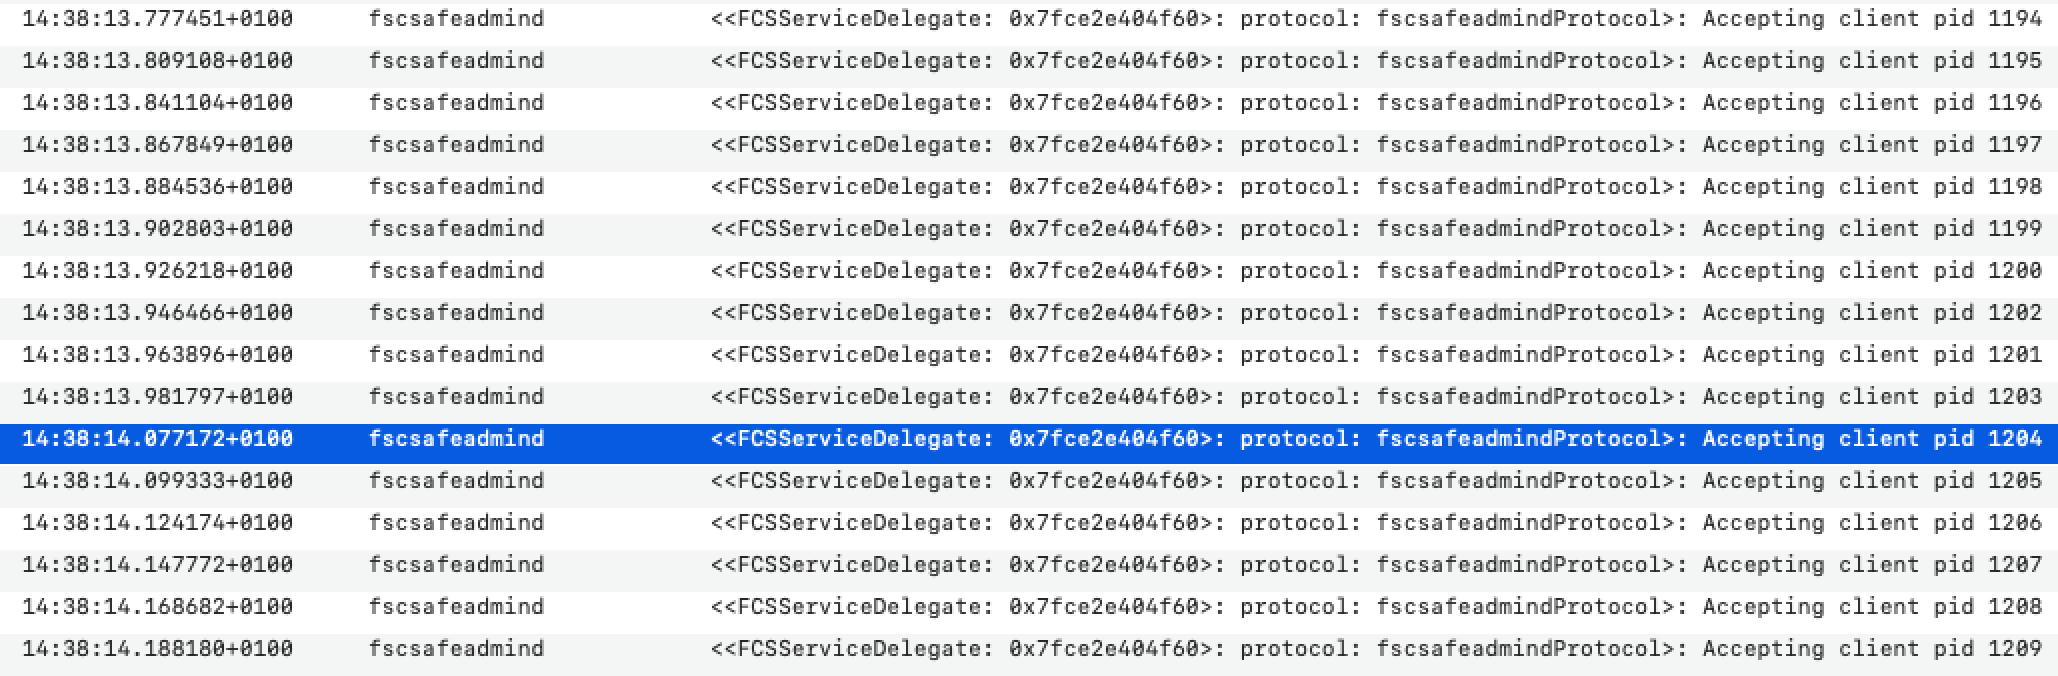 14:38:13.777451+0100 fscsafeadmind <<FCSServiceDelegate: 0x7fce2e404f60>: protocol: fscsafeadmindProtocol>: Accepting client pid 1194
14:38:13.809108+0100 fscsafeadmind <<FCSServiceDelegate: 0x7fce2e404f60>: protocol: fscsafeadmindProtocol>: Accepting client pid 1195
14:38:13.841104+0100 fscsafeadmind <<FCSServiceDelegate: 0x7fce2e404f60>: protocol: fscsafeadmindProtocol>: Accepting client pid 1196
14:38:13.867849+0100 fscsafeadmind <<FCSServiceDelegate: 0x7fce2e404f60>: protocol: fscsafeadmindProtocol>: Accepting client pid 1197
14:38:13.884536+0100 fscsafeadmind <<FCSServiceDelegate: 0x7fce2e404f60>: protocol: fscsafeadmindProtocol>: Accepting client pid 1198
14:38:13.902803+0100 fscsafeadmind <<FCSServiceDelegate: 0x7fce2e404f60>: protocol: fscsafeadmindProtocol>: Accepting client pid 1199
14:38:13.926218+0100 fscsafeadmind <<FCSServiceDelegate: 0x7fce2e404f60>: protocol: fscsafeadmindProtocol>: Accepting client pid 1200
14:38:13.946466+0100 fscsafeadmind <<FCSServiceDelegate: 0x7fce2e404f60>: protocol: fscsafeadmindProtocol>: Accepting client pid 1202
14:38:13.963896+0100 fscsafeadmind <<FCSServiceDelegate: 0x7fce2e404f60>: protocol: fscsafeadmindProtocol>: Accepting client pid 1201
14:38:13.981797+0100 fscsafeadmind <<FCSServiceDelegate: 0x7fce2e404f60>: protocol: fscsafeadmindProtocol>: Accepting client pid 1203
14:38:14.077172+0100 fscsafeadmind <<FCSServiceDelegate: 0x7fce2e404f60>: protocol: fscsafeadmindProtocol>: Accepting client pid 1204
14:38:14.099333+0100 fscsafeadmind <<FCSServiceDelegate: 0x7fce2e404f60>: protocol: fscsafeadmindProtocol>: Accepting client pid 1205
14:38:14.124174+0100 fscsafeadmind <<FCSServiceDelegate: 0x7fce2e404f60>: protocol: fscsafeadmindProtocol>: Accepting client pid 1206
14:38:14.147772+0100 fscsafeadmind <<FCSServiceDelegate: 0x7fce2e404f60>: protocol: fscsafeadmindProtocol>: Accepting client pid 1207
14:38:14.168682+0100 fscsafeadmind <<FCSServiceDelegate: 0x7fce2e404f60>: protocol: fscsafeadmindProtocol>: Accepting client pid 1208
14:38:14.188180+0100 fscsafeadmind <<FCSServiceDelegate: 0x7fce2e404f60>: protocol: fscsafeadmindProtocol>: Accepting client pid 1209